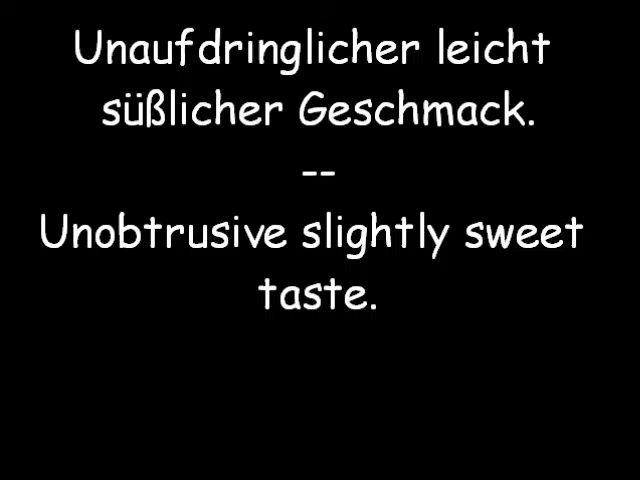 Unaufdringlicher leicht
süßlicher Geschmack.
--
Unobtrusive slightly sweet
taste.